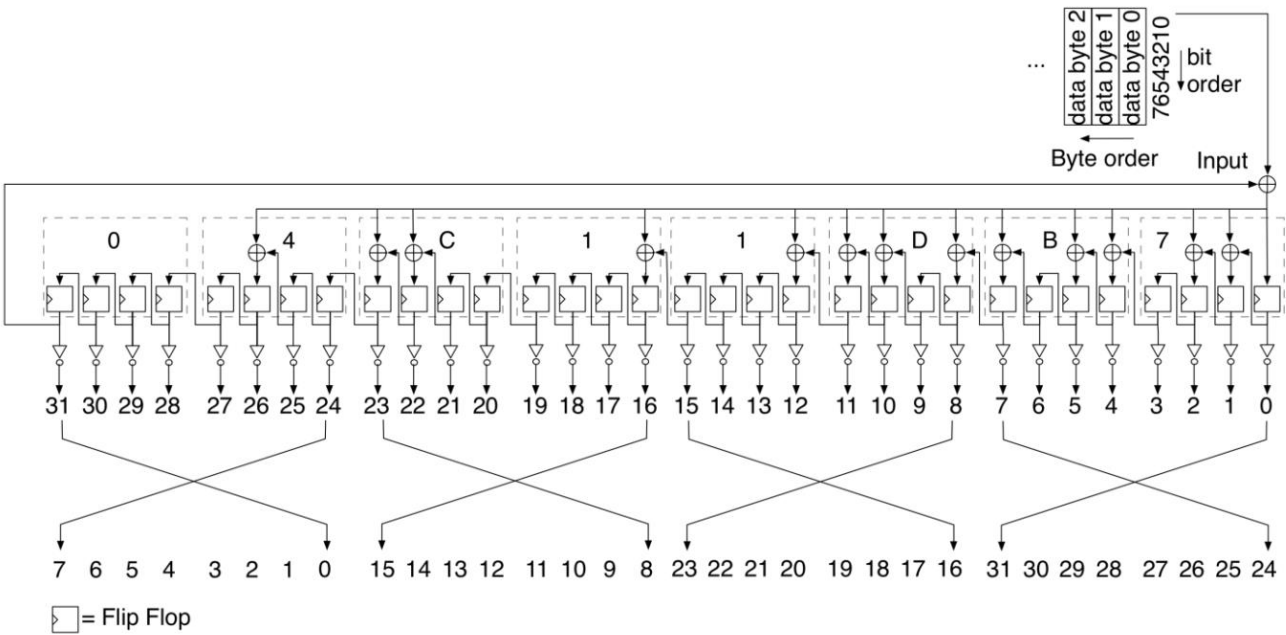 ...
data byte 2
data byte 1
data byte 0
76543210
bit
order
Byte order
Input
0 4 C 1 1 D B 7
31 30 29 28 27 26 25 24 23 22 21 20 19 18 17 16 15 14 13 12 11 10 9 8 7 6 5 4 3 2 1 0
7 6 5 4 3 2 1 0 15 14 13 12 11 10 9 8 23 22 21 20 19 18 17 16 31 30 29 28 27 26 25 24
= Flip Flop